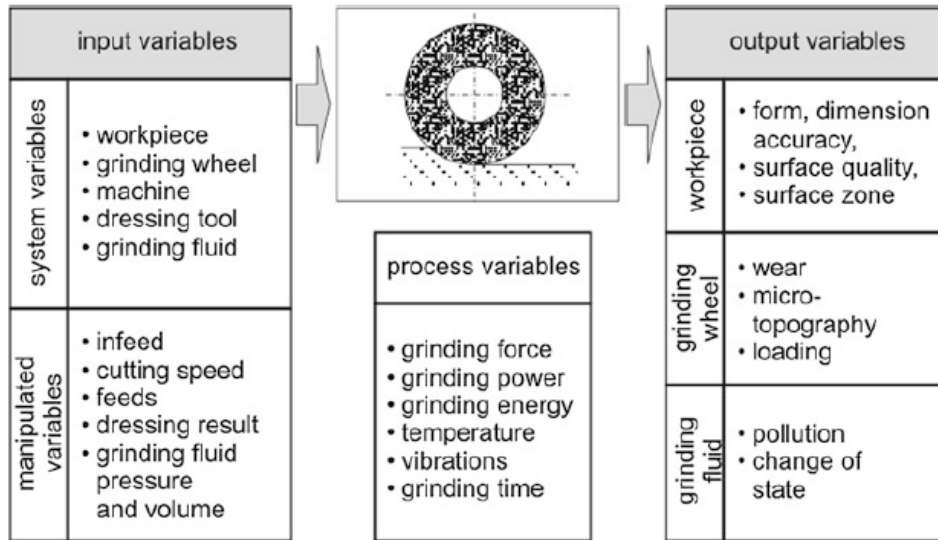 input variables
system variables
• workpiece
• grinding wheel
• machine
• dressing tool
• grinding fluid
manipulated
variables
• infeed
• cutting speed
• feeds
• dressing result
• grinding fluid
pressure
and volume
process variables
• grinding force
• grinding power
• grinding energy
• temperature
• vibrations
• grinding time
output variables
workpiece
• form, dimension
accuracy,
• surface quality,
• surface zone
grinding
wheel
• wear
• micro-
topography
• loading
grinding
fluid
• pollution
• change of
state